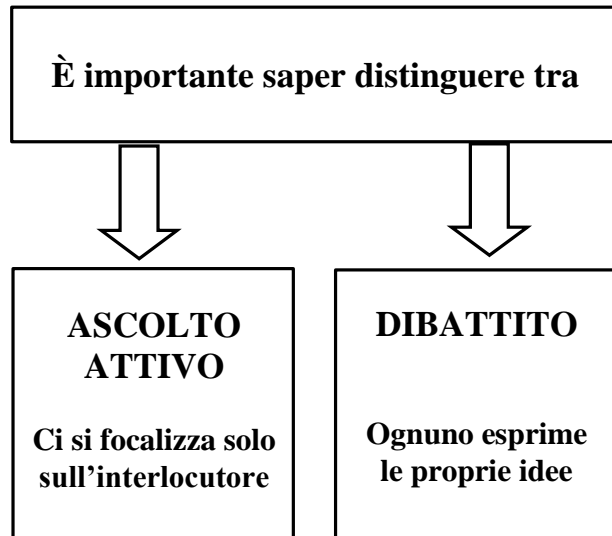 È importante saper distinguere tra
ASCOLTO
ATTIVO
Ci si focalizza solo
sull’interlocutore
DIBATTITO
Ognuno esprime
le proprie idee